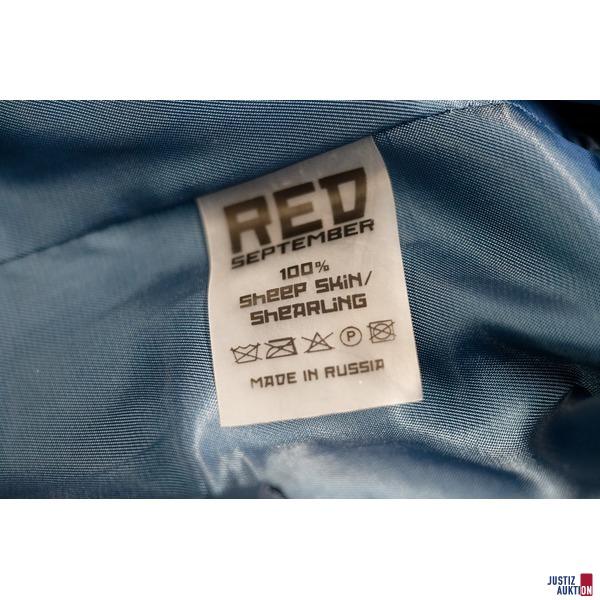 RED
SEPTEMBER
100%
SHEEP SKIN/
SHEARLING
P
MADE IN RUSSIA
JUSTIZ
AUKTION